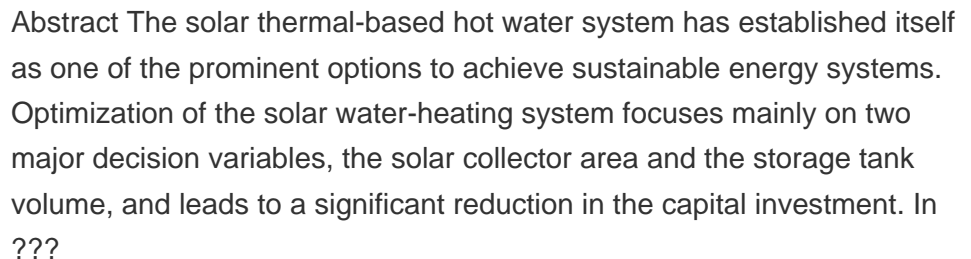 Abstract The solar thermal-based hot water system has established itself
as one of the prominent options to achieve sustainable energy systems.
Optimization of the solar water-heating system focuses mainly on two
major decision variables, the solar collector area and the storage tank
volume, and leads to a significant reduction in the capital investment. In
???